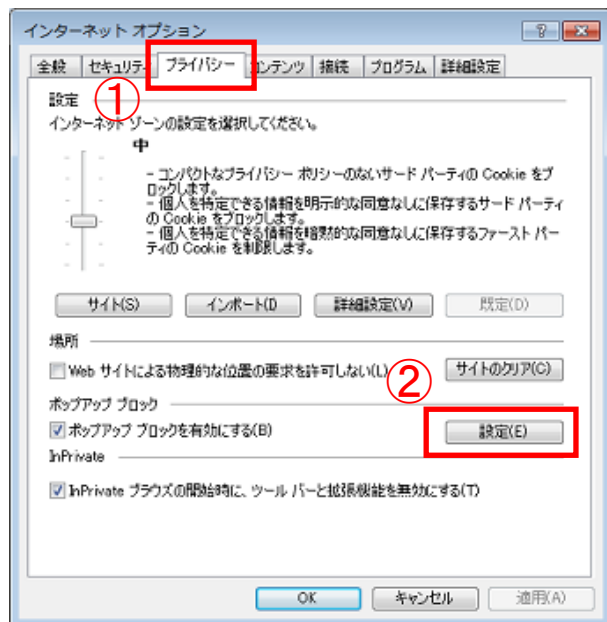 インターネット オプション
全般 セキュリティ プライバシー コンテンツ 接続 プログラム 詳細設定
①
設定
インターネット ゾーンの設定を選択してください。
中
- コンパクトなプライバシー ポリシーのないサード パーティの Cookie をブ
ロックします。
- 個人を特定できる情報を明示的な同意なしに保存するサード パーティ
の Cookie をブロックします。
- 個人を特定できる情報を暗黙的な同意なしに保存するファースト パー
ティの Cookie を制限します。
サイト(S) インポート(I 詳細設定(V) 既定(D)
場所
Web サイトによる物理的な位置の要求を許可しない(L) サイトのクリア(C)
②
ポップアップ ブロック
ポップアップ ブロックを有効にする(B) 設定(E)
InPrivate
InPrivate ブラウズの開始時に、ツール バーと拡張機能を無効にする(T)
OK キャンセル 適用(A)